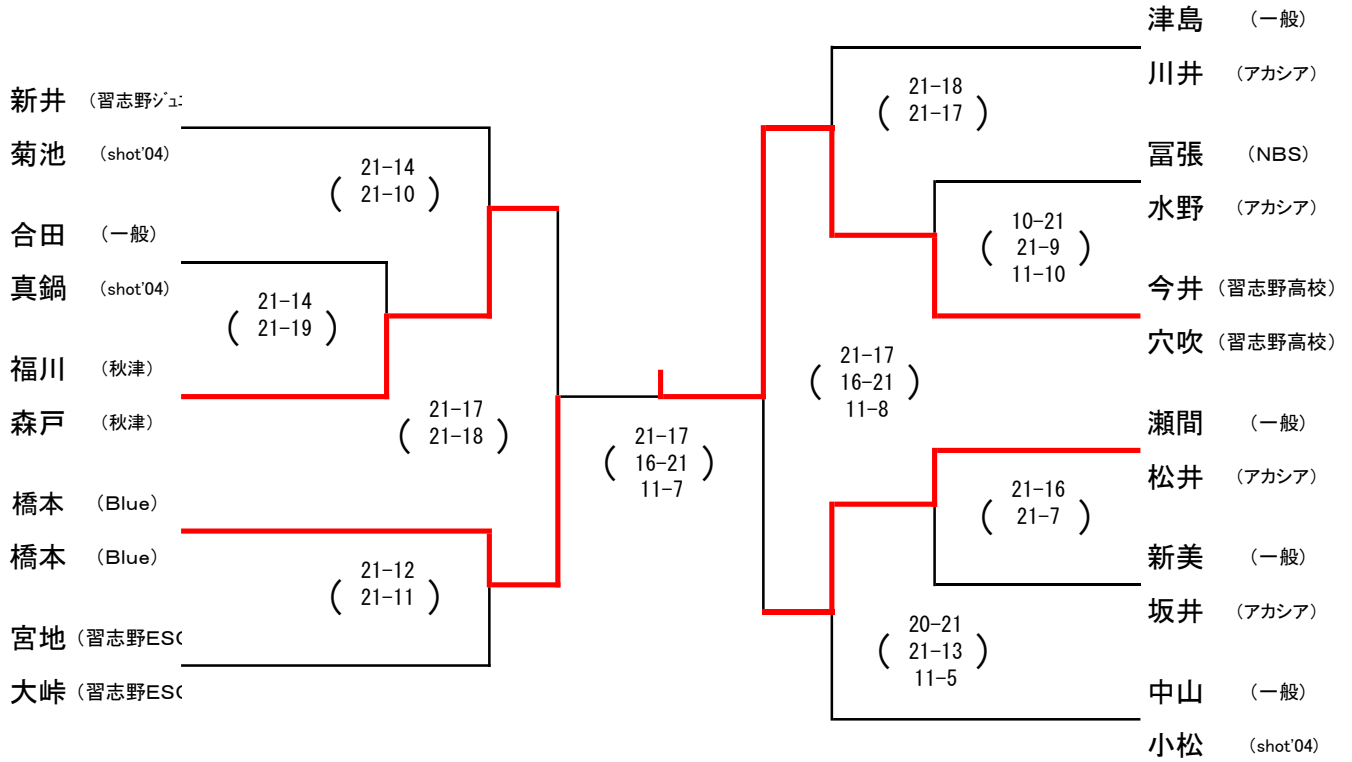 新井 (習志野ｼﾞｭﾆ
菊池 (shot'04)
21-14
( 21-10 )
合田 (一般)
真鍋 (shot'04)
21-14
( 21-19 )
福川 (秋津)
森戸 (秋津)
21-17
( 21-18 )
橋本 (Blue)
橋本 (Blue)
21-12
( 21-11 )
宮地 (習志野ESC
大峠 (習志野ESC
21-17
( 16-21 )
11-7
津島 (一般)
川井 (アカシア)
21-18
( 21-17 )
冨張 (NBS)
水野 (アカシア)
10-21
( 21-9 )
11-10
今井 (習志野高校)
穴吹 (習志野高校)
21-17
( 16-21 )
11-8
瀬間 (一般)
松井 (アカシア)
21-16
( 21-7 )
新美 (一般)
坂井 (アカシア)
20-21
( 21-13 )
11-5
中山 (一般)
小松 (shot'04)